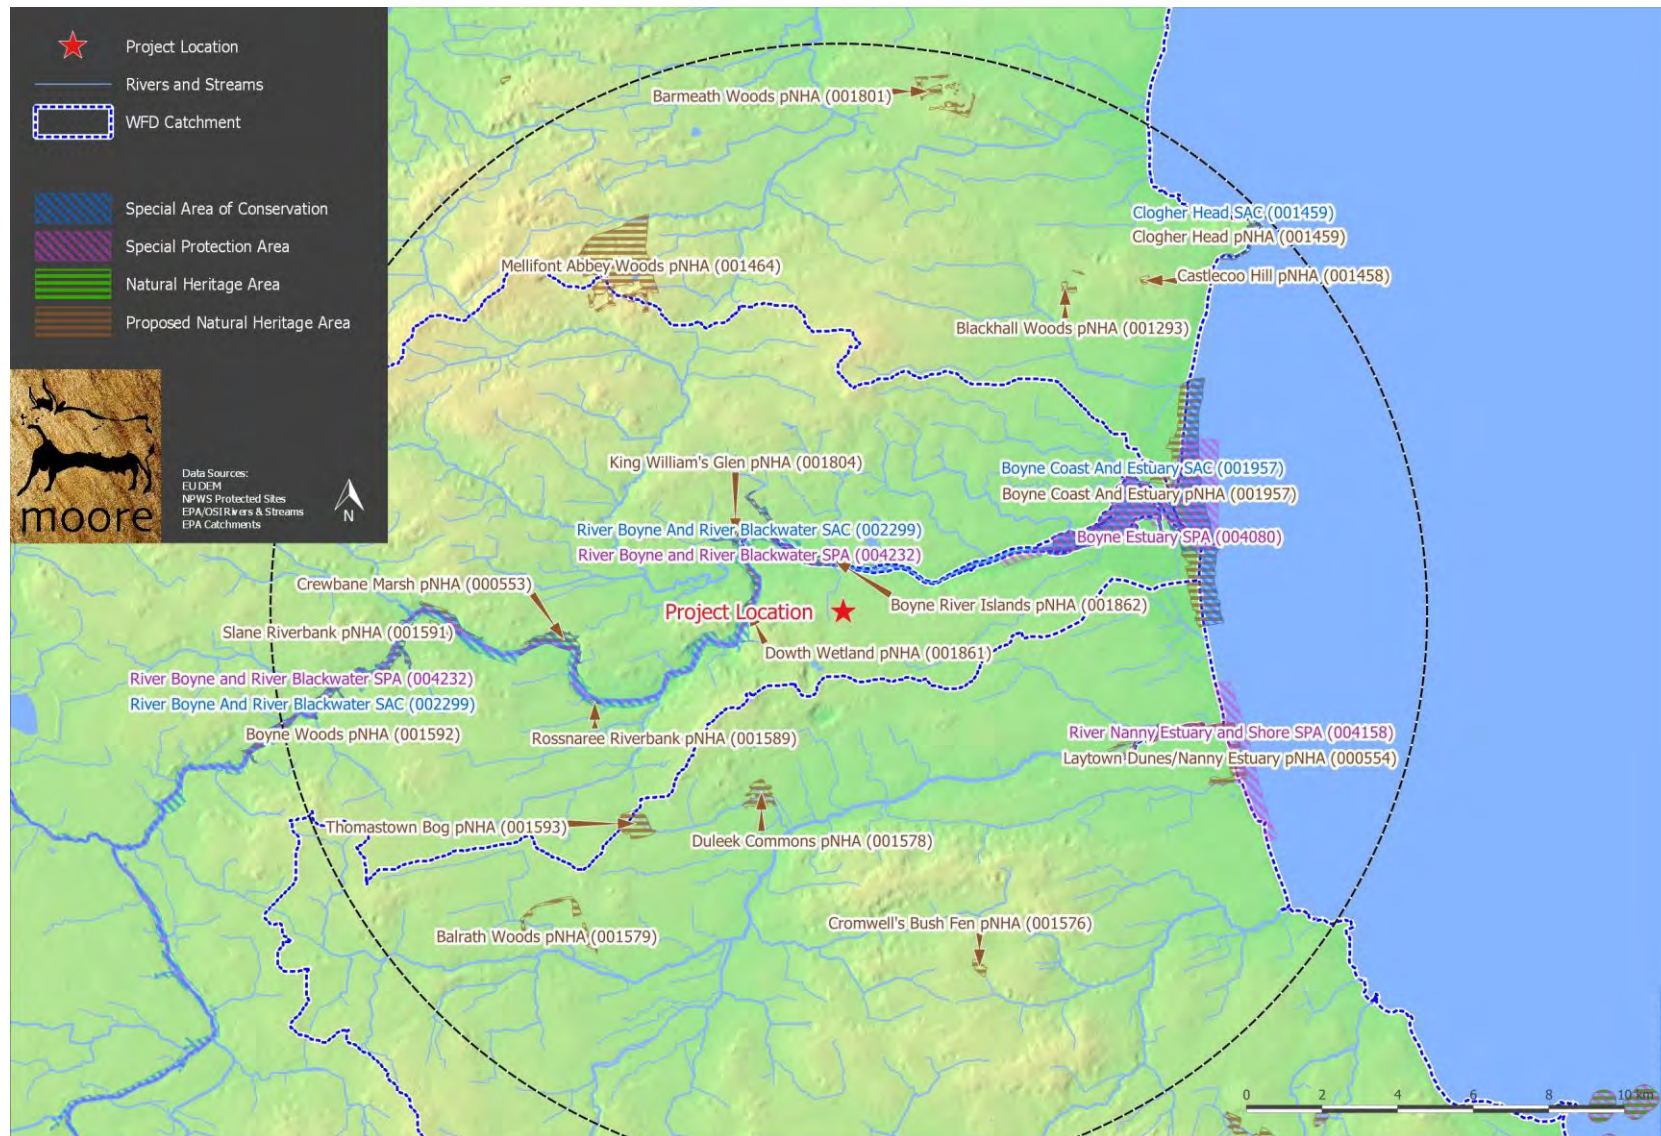 Project Location
Rivers and Streams
WFD Catchment
Special Area of Conservation
Special Protection Area
Natural Heritage Area
Proposed Natural Heritage Area
moore
Data Sources:
EU DEM
NPWS Protected Sites
EPA/OSI Rivers & Streams
EPA Catchments
N
Barmeath Woods pNHA (001801)
Clogher Head SAC (001459)
Clogher Head pNHA (001459)
Mellifont Abbey Woods pNHA (001464)
Castlecoo Hill pNHA (001458)
Blackhall Woods pNHA (001293)
King William's Glen pNHA (001804)
Boyne Coast And Estuary SAC (001957)
Boyne Coast And Estuary pNHA (001957)
River Boyne And River Blackwater SAC (002299)
Boyne Estuary SPA (004080)
River Boyne and River Blackwater SPA (004232)
Crewbane Marsh pNHA (000553)
Boyne River Islands pNHA (001862)
Project Location
Slane Riverbank pNHA (001591)
Dowth Wetland pNHA (001861)
River Boyne and River Blackwater SPA (004232)
River Boyne And River Blackwater SAC (002299)
Boyne Woods pNHA (001592)
Rossnaree Riverbank pNHA (001589)
River Nanny Estuary and Shore SPA (004158)
Laytown Dunes/Nanny Estuary pNHA (000554)
Thomastown Bog pNHA (001593)
Duleek Commons pNHA (001578)
Balrath Woods pNHA (001579)
Cromwell's Bush Fen pNHA (001576)
0 2 4 6 8 10 km